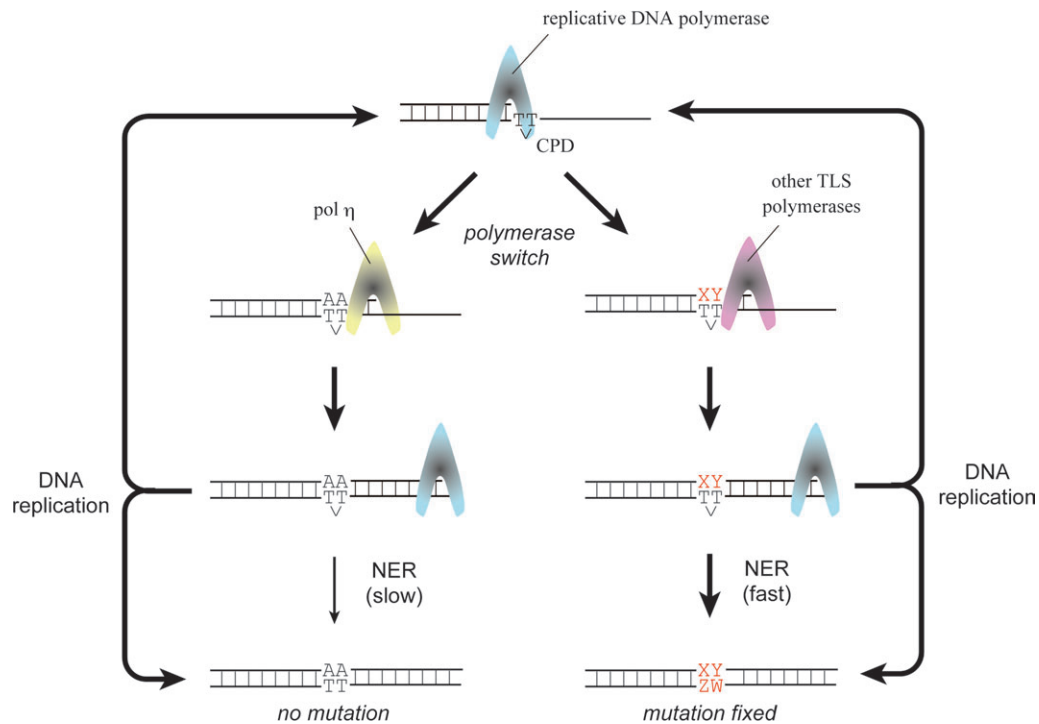 replicative DNA polymerase
TT
CPD
pol η
polymerase
switch
other TLS
polymerases
AA
TT
XY
TT
DNA
replication
AA
TT
XY
TT
DNA
replication
NER
(slow)
NER
(fast)
AA
TT
XY
ZW
no mutation
mutation fixed